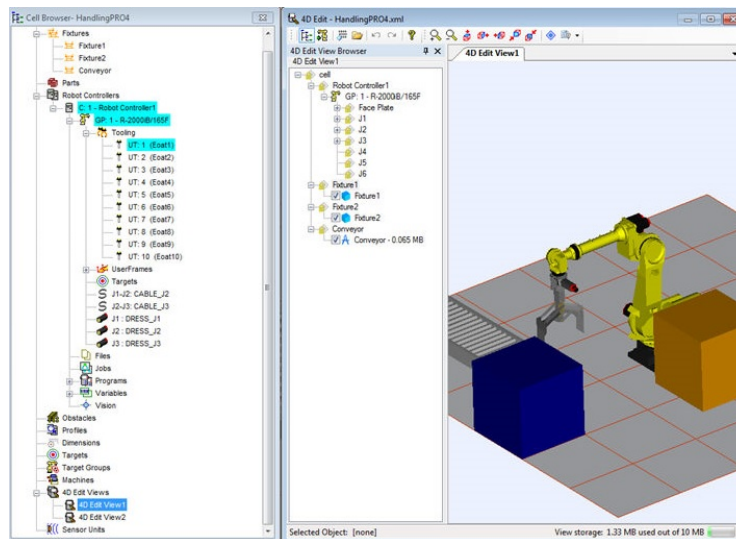 Cell Browser- HandlingPRO4
Fixtures
Fixture1
Fixture2
Conveyor
Parts
Robot Controllers
C: 1 - Robot Controller1
GP: 1 - R-2000iB/165F
Tooling
UT: 1 (Eoat1)
UT: 2 (Eoat2)
UT: 3 (Eoat3)
UT: 4 (Eoat4)
UT: 5 (Eoat5)
UT: 6 (Eoat6)
UT: 7 (Eoat7)
UT: 8 (Eoat8)
UT: 9 (Eoat9)
UT: 10 (Eoat10)
UserFrames
Targets
J1-J2: CABLE_J2
J2-J3: CABLE_J3
J1 : DRESS_J1
J2 : DRESS_J2
J3 : DRESS_J3
Files
Jobs
Programs
Variables
Vision
Obstacles
Profiles
Dimensions
Targets
Target Groups
Machines
4D Edit Views
4D Edit View1
4D Edit View2
Sensor Units
4D Edit - HandlingPRO4.xml
4D Edit View Browser
4D Edit View1
cell
Robot Controller1
GP: 1 - R-2000iB/165F
Face Plate
J1
J2
J3
J4
J5
J6
Fixture1
Fixture1
Fixture2
Fixture2
Conveyor
Conveyor - 0.065 MB
4D Edit View1
Selected Object: [none]
View storage: 1.33 MB used out of 10 MB